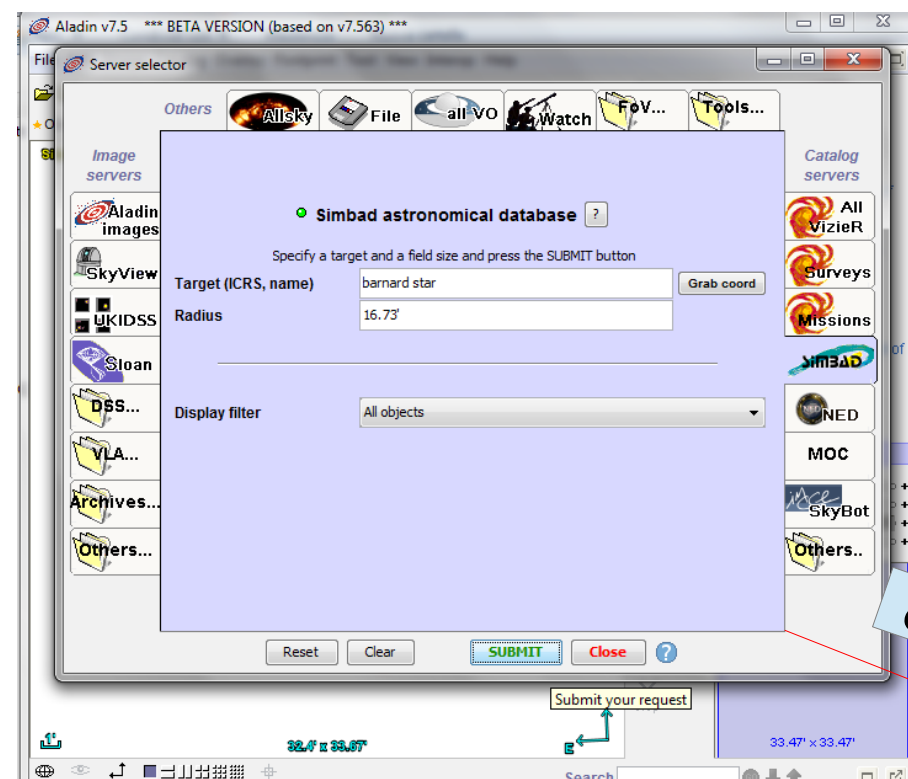 Aladin v7.5 *** BETA VERSION (based on v7.563) ***
File
Server selector
Others
Allsky
File
all VO
Watch
FoV...
Tools...
Image
servers
Catalog
servers
Aladin
images
SkyView
UKIDSS
Sloan
DSS...
VLA...
Archives...
Others...
Simbad astronomical database ?
Specify a target and a field size and press the SUBMIT button
Target (ICRS, name) barnard star Grab coord
Radius 16.73'
Display filter All objects
All
VizieR
Surveys
Missions
SIMBAD
NED
MOC
SkyBot
Others..
of
Reset Clear SUBMIT Close ?
Submit your request
1'
32.4' x 33.67'
E
33.47' x 33.47'
Search